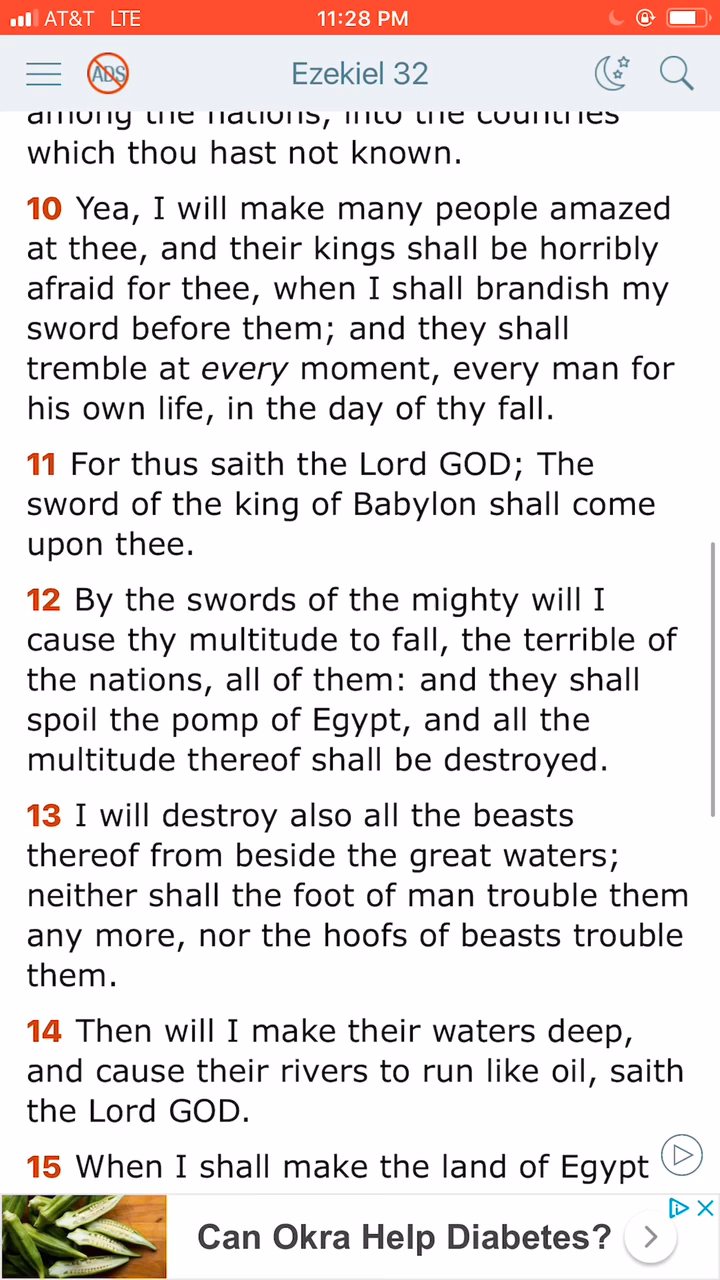 AT&T LTE 11:28 PM
ADS Ezekiel 32
among the nations, into the countries
which thou hast not known.
10 Yea, I will make many people amazed
at thee, and their kings shall be horribly
afraid for thee, when I shall brandish my
sword before them; and they shall
tremble at every moment, every man for
his own life, in the day of thy fall.
11 For thus saith the Lord GOD; The
sword of the king of Babylon shall come
upon thee.
12 By the swords of the mighty will I
cause thy multitude to fall, the terrible of
the nations, all of them: and they shall
spoil the pomp of Egypt, and all the
multitude thereof shall be destroyed.
13 I will destroy also all the beasts
thereof from beside the great waters;
neither shall the foot of man trouble them
any more, nor the hoofs of beasts trouble
them.
14 Then will I make their waters deep,
and cause their rivers to run like oil, saith
the Lord GOD.
15 When I shall make the land of Egypt
Can Okra Help Diabetes?